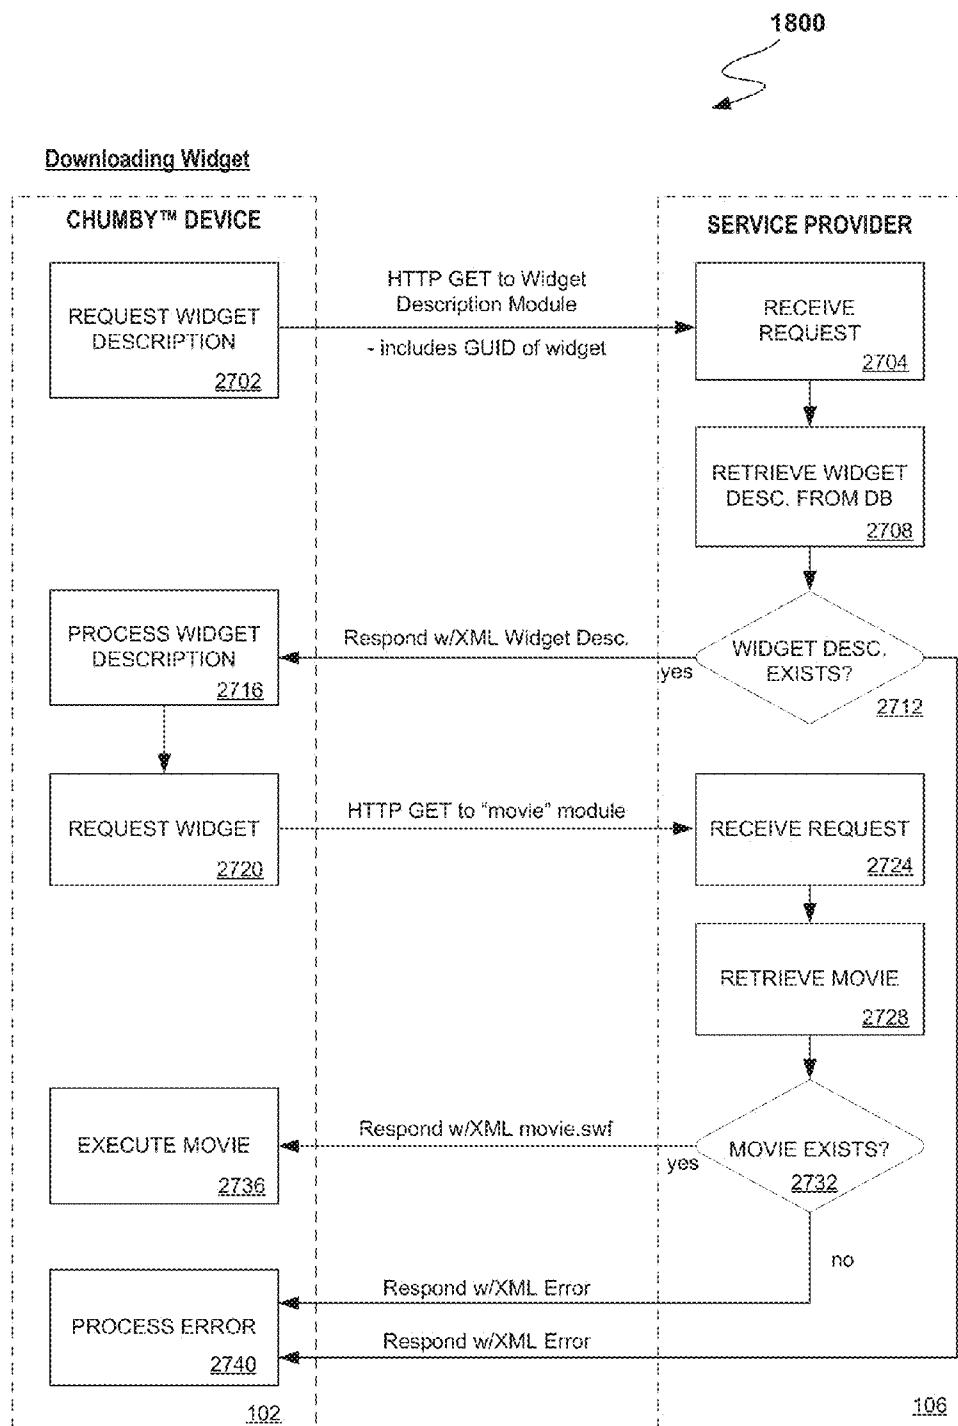 1800
Downloading Widget
CHUMBY™ DEVICE
SERVICE PROVIDER
REQUEST WIDGET
DESCRIPTION
2702
HTTP GET to Widget
Description Module
- includes GUID of widget
RECEIVE
REQUEST
2704
RETRIEVE WIDGET
DESC. FROM DB
2708
PROCESS WIDGET
DESCRIPTION
2716
Respond w/XML Widget Desc.
yes
WIDGET DESC.
EXISTS?
2712
REQUEST WIDGET
2720
HTTP GET to “movie” module
RECEIVE REQUEST
2724
RETRIEVE MOVIE
2728
EXECUTE MOVIE
2736
Respond w/XML movie.swf
yes
MOVIE EXISTS?
2732
no
Respond w/XML Error
PROCESS ERROR
2740
Respond w/XML Error
102
106